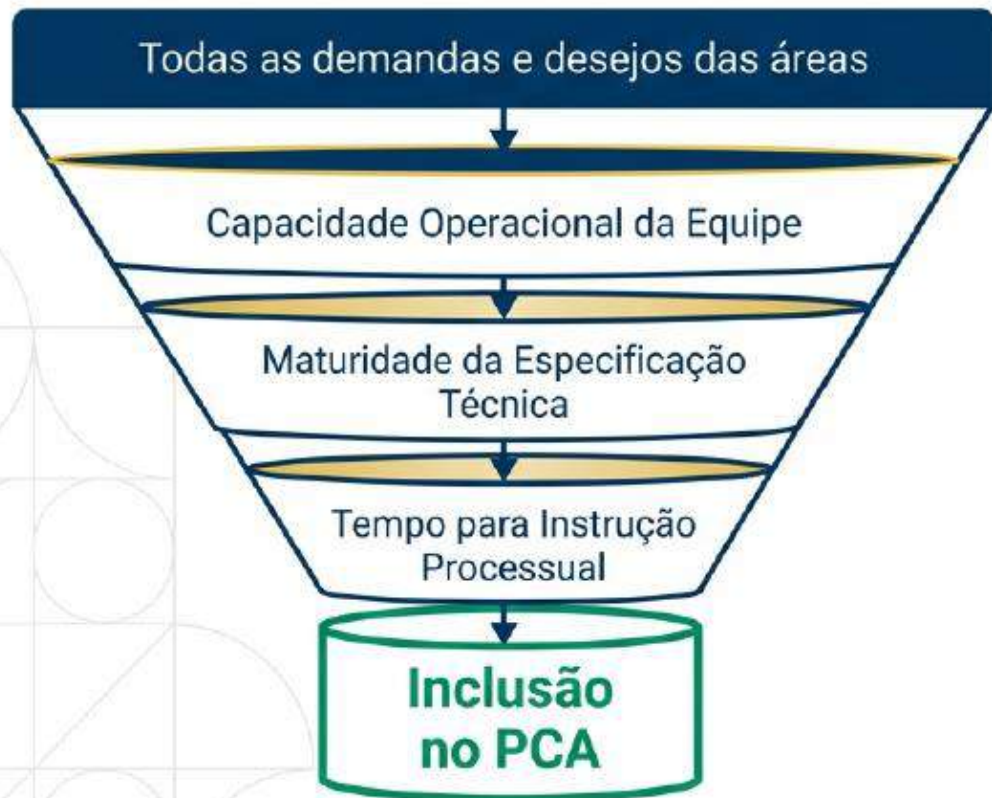 Todas as demandas e desejos das áreas
Capacidade Operacional da Equipe
Maturidade da Especificação
Técnica
Tempo para Instrução
Processual
Inclusão
no PCA